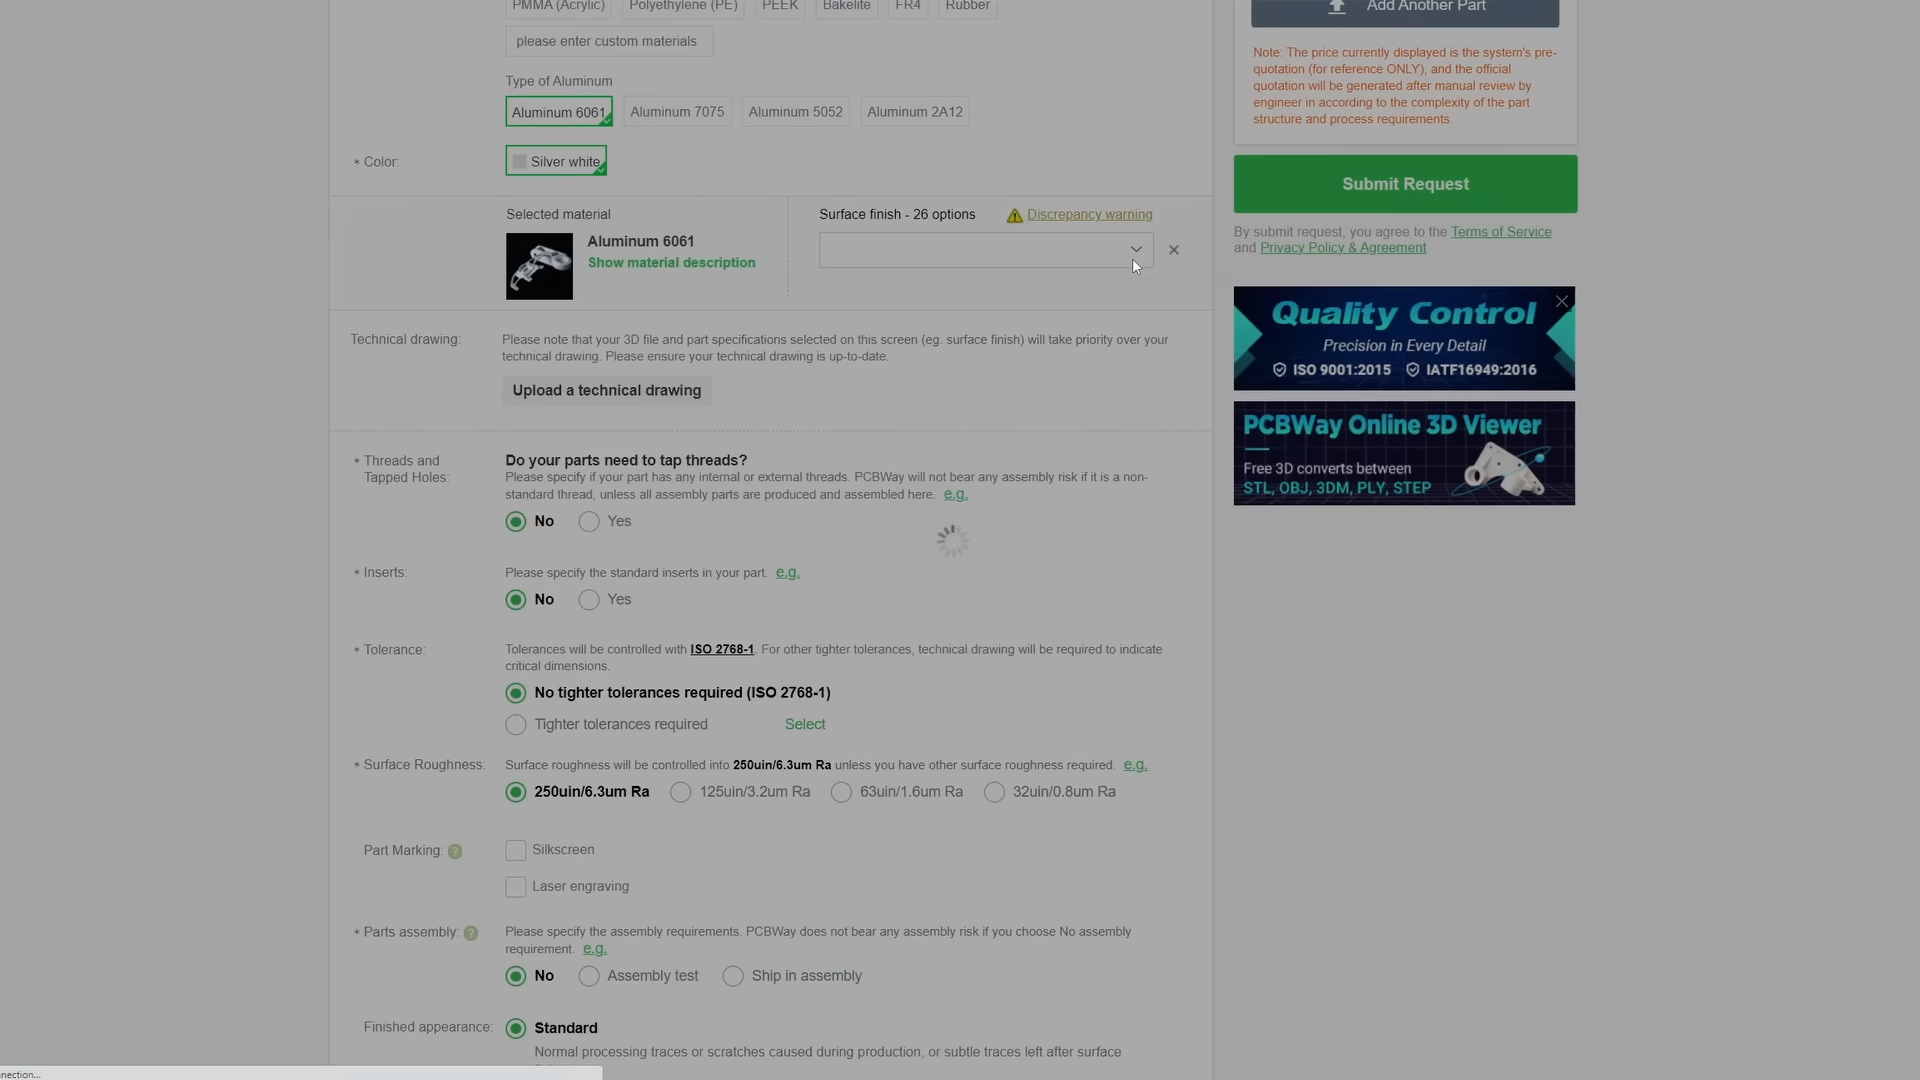 PMMA (Acrylic) Polyethylene (PE) PEEK Bakelite FR4 Rubber
please enter custom materials
Type of Aluminum
Aluminum 6061 Aluminum 7075 Aluminum 5052 Aluminum 2A12
* Color: Silver white
Selected material
Aluminum 6061
Show material description
Surface finish - 26 options Discrepancy warning
Technical drawing:
Please note that your 3D file and part specifications selected on this screen (eg. surface finish) will take priority over your
technical drawing. Please ensure your technical drawing is up-to-date.
Upload a technical drawing
* Threads and
Tapped Holes:
Do your parts need to tap threads?
Please specify if your part has any internal or external threads. PCBWay will not bear any assembly risk if it is a non-
standard thread, unless all assembly parts are produced and assembled here. e.g.
No Yes
* Inserts: Please specify the standard inserts in your part. e.g.
No Yes
* Tolerance: Tolerances will be controlled with ISO 2768-1. For other tighter tolerances, technical drawing will be required to indicate
critical dimensions.
No tighter tolerances required (ISO 2768-1)
Tighter tolerances required Select
* Surface Roughness: Surface roughness will be controlled into 250uin/6.3um Ra unless you have other surface roughness required. e.g.
250uin/6.3um Ra 125uin/3.2um Ra 63uin/1.6um Ra 32uin/0.8um Ra
Part Marking: ? Silkscreen
Laser engraving
* Parts assembly: ? Please specify the assembly requirements. PCBWay does not bear any assembly risk if you choose No assembly
requirement. e.g.
No Assembly test Ship in assembly
Finished appearance: Standard
Normal processing traces or scratches caused during production, or subtle traces left after surface
nnection...
Add Another Part
Note: The price currently displayed is the system's pre-
quotation (for reference ONLY), and the official
quotation will be generated after manual review by
engineer in according to the complexity of the part
structure and process requirements.
Submit Request
By submit request, you agree to the Terms of Service
and Privacy Policy & Agreement
Quality Control
Precision in Every Detail
ISO 9001:2015 IATF16949:2016
PCBWay Online 3D Viewer
Free 3D converts between
STL, OBJ, 3DM, PLY, STEP